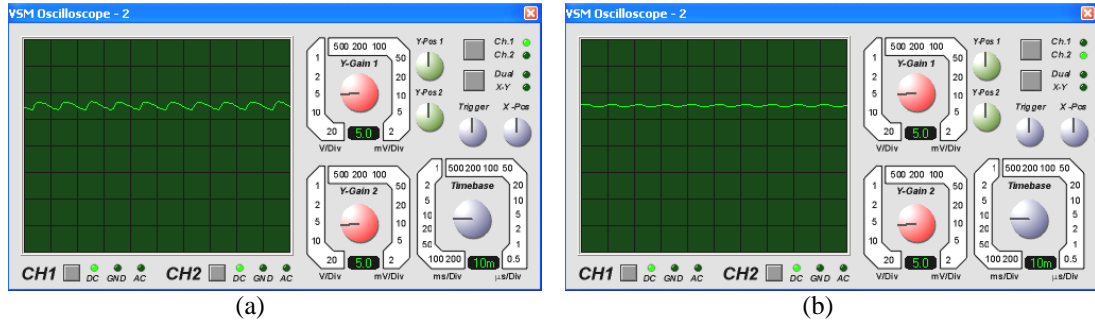 VSM Oscilloscope - 2
500 200 100
Y-Gain 1
1
2
5
10
20
50
20
10
5
2
5.0
V/Div
mV/Div
Y-Pos 1
Y-Pos 2
Ch.1
Ch.2
Dual
X-Y
Trigger
X-Pos
500 200 100
Y-Gain 2
1
2
5
10
20
50
20
10
5
2
5.0
V/Div
mV/Div
1
500 200 100 50
Timebase
2
5
10
20
50
100 200
20
10
5
2
1
0.5
10m
ms/Div
µs/Div
CH1
DC GND AC
CH2
DC GND AC
(a)
VSM Oscilloscope - 2
500 200 100
Y-Gain 1
1
2
5
10
20
50
20
10
5
2
5.0
V/Div
mV/Div
Y-Pos 1
Y-Pos 2
Ch.1
Ch.2
Dual
X-Y
Trigger
X-Pos
500 200 100
Y-Gain 2
1
2
5
10
20
50
20
10
5
2
5.0
V/Div
mV/Div
1
500 200 100 50
Timebase
2
5
10
20
50
100 200
20
10
5
2
1
0.5
10m
ms/Div
µs/Div
CH1
DC GND AC
CH2
DC GND AC
(b)